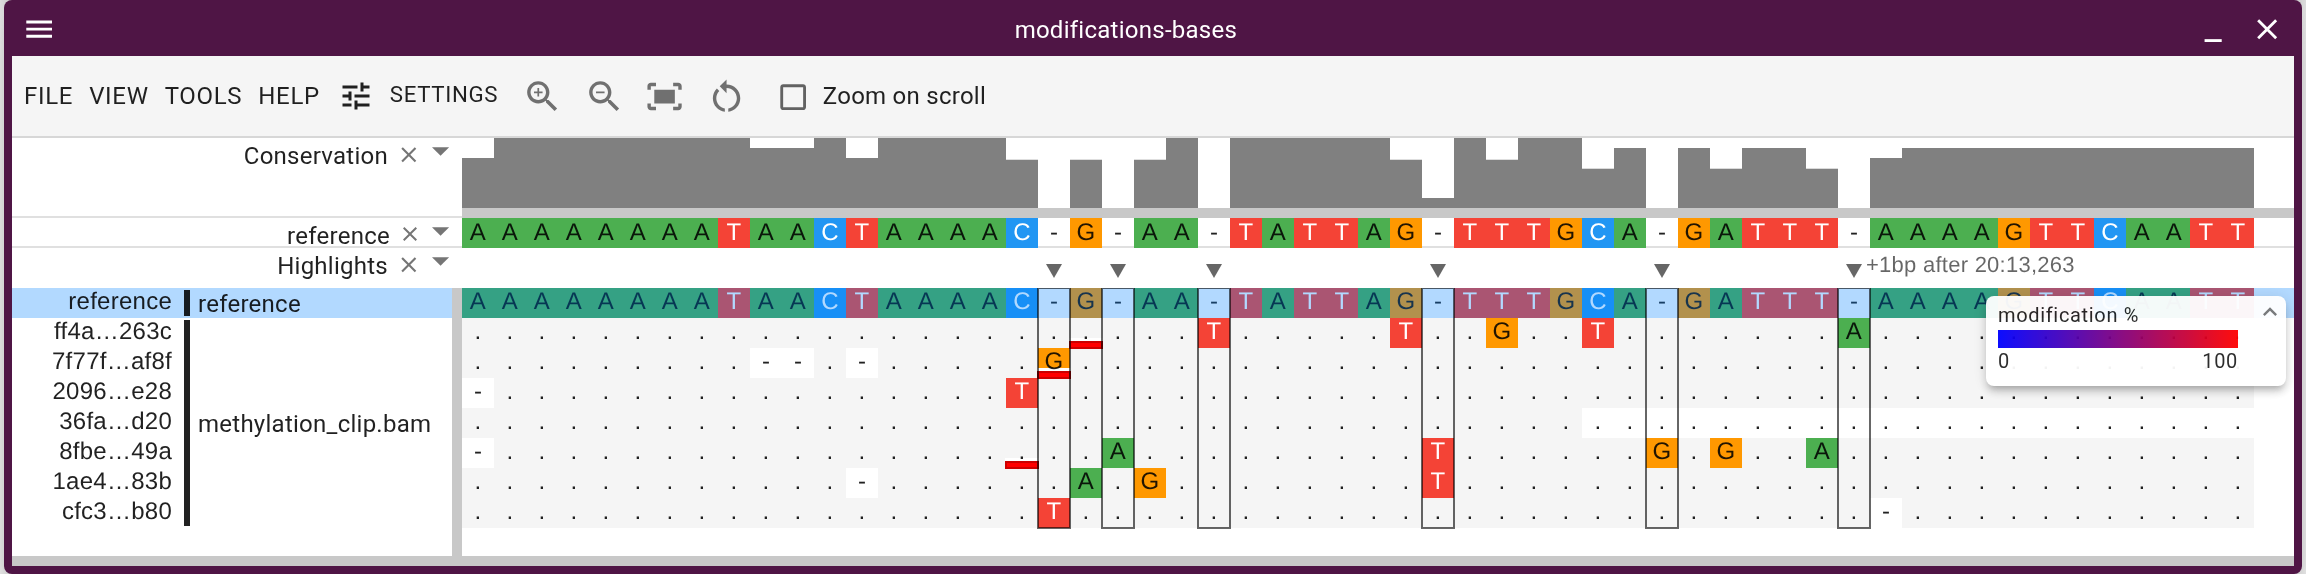 modifications-bases
FILE VIEW TOOLS HELP SETTINGS Zoom on scroll
Conservation
reference A A A A A A A A T A A C T A A A A C - G - A A - T A T T A G - T T T G C A - G A T T T - A A A A G T T C A A T T
Highlights +1bp after 20:13,263
reference reference A A A A A A A A T A A C T A A A A C - G - A A - T A T T A G - T T T G C A - G A T T T - A A A A G T T C A A T T
modification %
0 100
ff4a…263c T T G T A
7f77f…af8f - - - G
2096…e28 - T
36fa…d20
methylation_clip.bam
8fbe…49a - A T G G A
1ae4…83b - A G T
cfc3…b80 T -